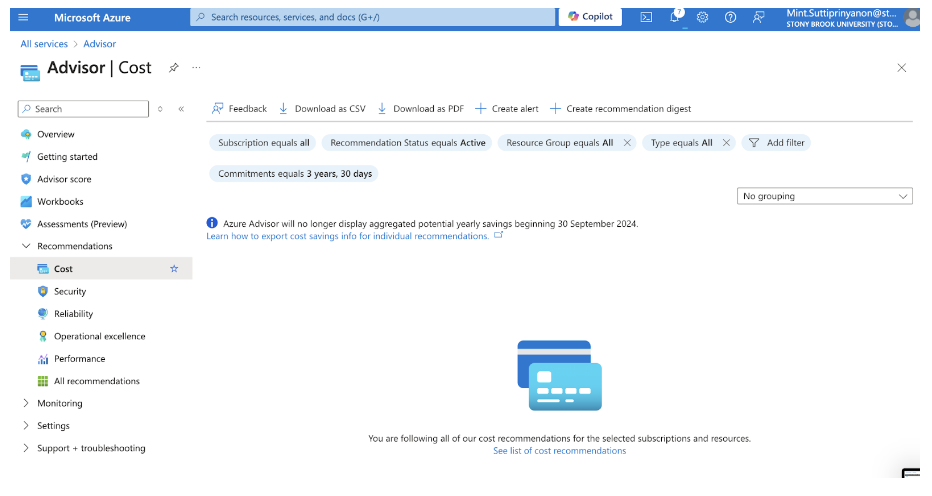 Microsoft Azure
Search resources, services, and docs (G+/)
Copilot
?
Mint.Suttiprinyanon@st...
STONY BROOK UNIVERSITY (STO...
All services > Advisor
Advisor | Cost
...
Search
Feedback
Download as CSV
Download as PDF
Create alert
Create recommendation digest
Overview
Getting started
Advisor score
Workbooks
Assessments (Preview)
Recommendations
Cost
Security
Reliability
Operational excellence
Performance
All recommendations
Monitoring
Settings
Support + troubleshooting
Subscription equals all
Recommendation Status equals Active
Resource Group equals All
Type equals All
Add filter
Commitments equals 3 years, 30 days
No grouping
Azure Advisor will no longer display aggregated potential yearly savings beginning 30 September 2024.
Learn how to export cost savings info for individual recommendations.
You are following all of our cost recommendations for the selected subscriptions and resources.
See list of cost recommendations